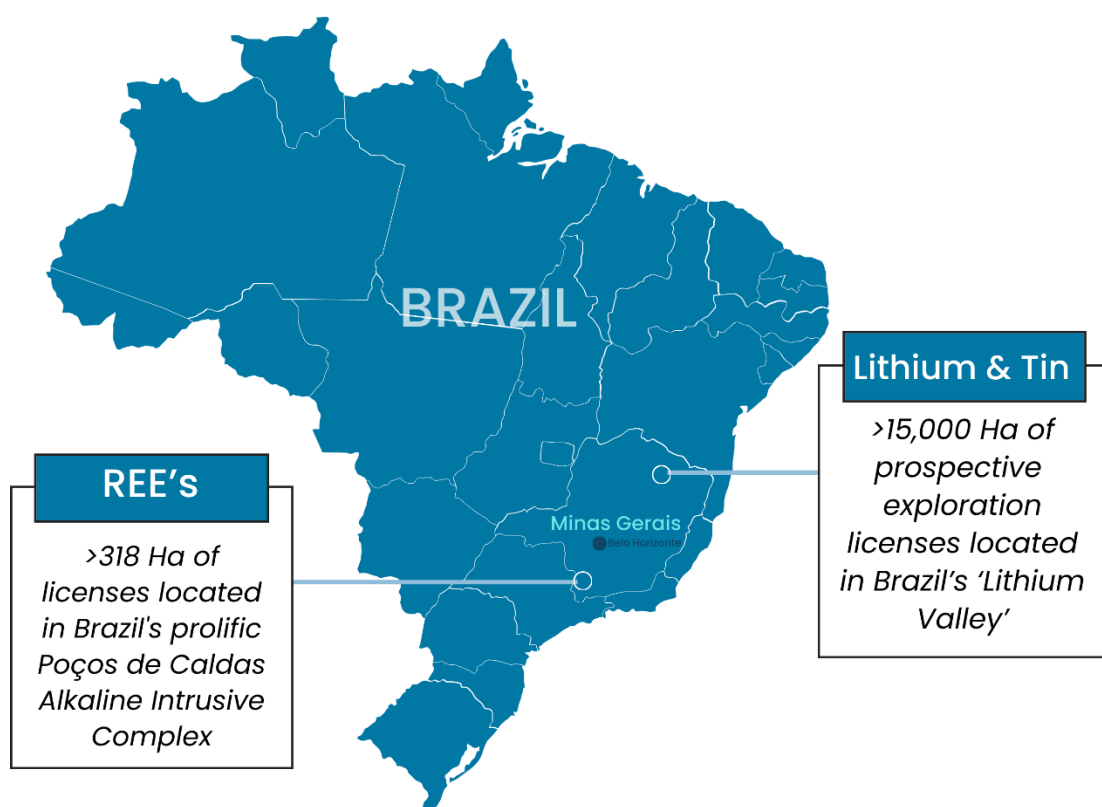 BRAZIL
Lithium & Tin
>15,000 Ha of
prospective
exploration
licenses located
in Brazil's ‘Lithium
Valley’
REE's
>318 Ha of
licenses located
in Brazil's prolific
Poços de Caldas
Alkaline Intrusive
Complex
Minas Gerais
Belo Horizonte